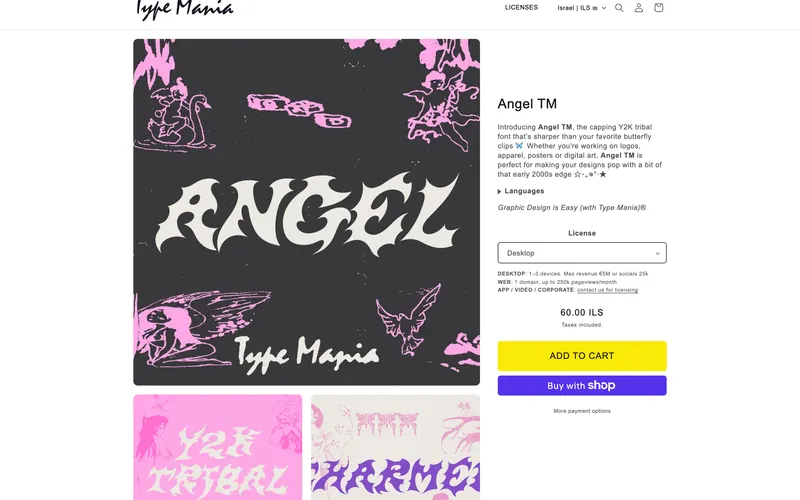 Type Mania
LICENSES
Israel | ILS ₪
ANGEL
Type Mania
Y2K
TRIBAL
CHARMED
Angel TM
Introducing Angel TM, the capping Y2K tribal
font that's sharper than your favorite butterfly
clips 🦋 Whether you're working on logos,
apparel, posters or digital art, Angel TM is
perfect for making your designs pop with a bit of
that early 2000s edge
Languages
Graphic Design is Easy (with Type Mania)®
License
Desktop
DESKTOP: 1–3 devices. Max revenue €5M or socials 25k
WEB: 1 domain, up to 250k pageviews/month
APP / VIDEO / CORPORATE: contact us for licensing
60.00 ILS
Taxes included.
ADD TO CART
Buy with shop
More payment options